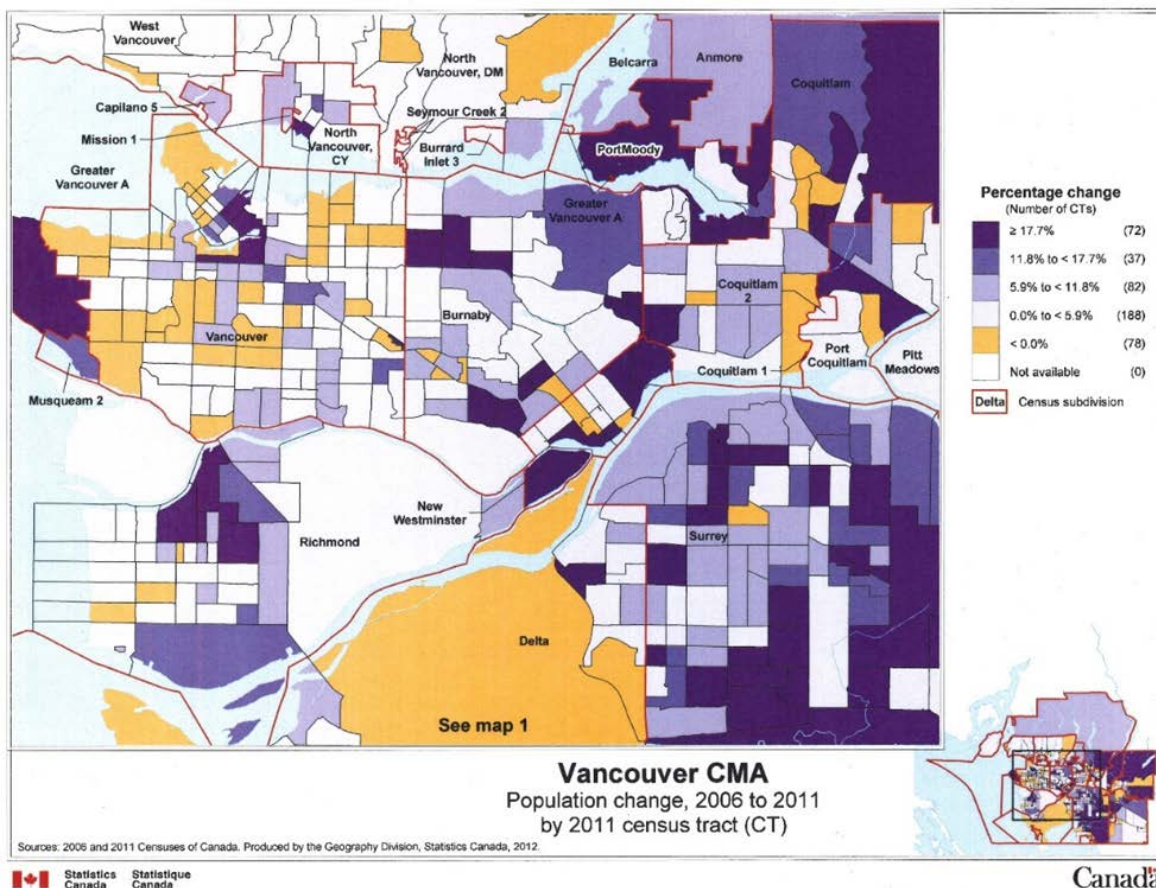 West
Vancouver
North
Vancouver, DM
Belcarra
Anmore
Coquitlam
Capilano 5
Seymour Creek 2
Mission 1
North
Vancouver,
CY
Burrard
Inlet 3
PortMoody
Greater
Vancouver A
Greater
Vancouver A
Coquitlam
2
Burnaby
Vancouver
Port
Coquitlam
Pitt
Meadows
Coquitlam 1
Musqueam 2
New
Westminster
Richmond
Surrey
Delta
See map 1
Percentage change
(Number of CTs)
≥ 17.7% (72)
11.8% to < 17.7% (37)
5.9% to < 11.8% (82)
0.0% to < 5.9% (188)
< 0.0% (78)
Not available (0)
Delta Census subdivision
Vancouver CMA
Population change, 2006 to 2011
by 2011 census tract (CT)
Sources: 2006 and 2011 Censuses of Canada. Produced by the Geography Division, Statistics Canada, 2012.
Statistics Statistique
Canada Canada
Canada